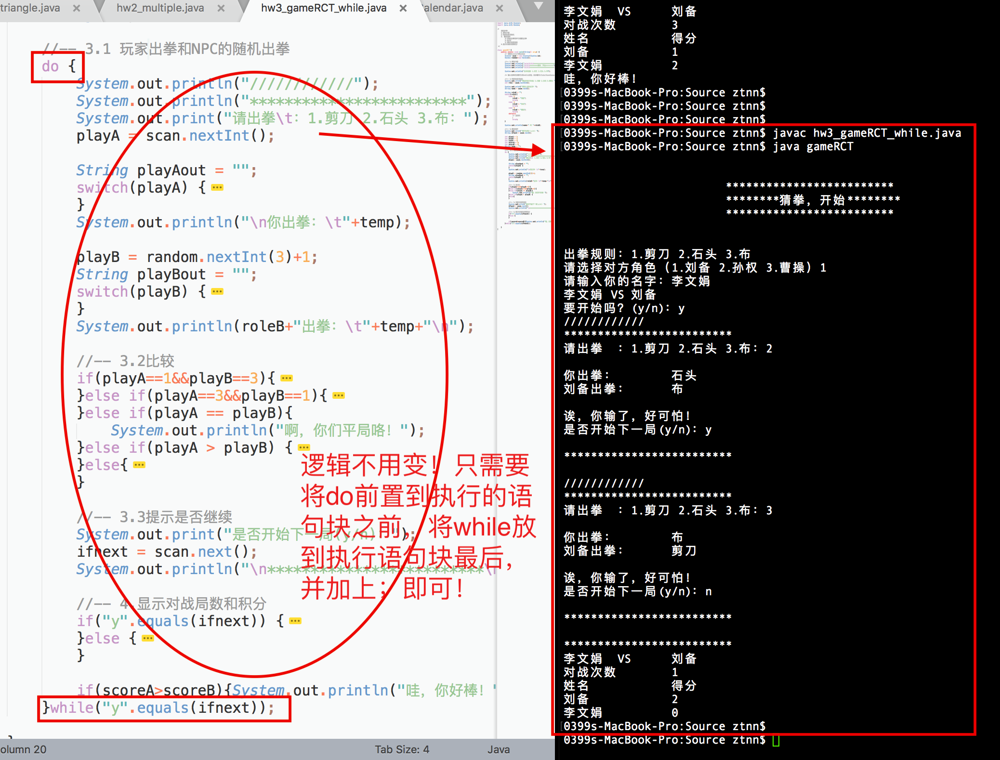 triangle.java ×
hw2_multiple.java ×
hw3_gameRCT_while.java ×
alendar.java ×
//-- 3.1 玩家出拳和NPC的随机出拳
do {
System.out.println("////////////");
System.out.println("*************************");
System.out.print("请出拳\t: 1.剪刀 2.石头 3.布: ");
playA = scan.nextInt();
String playAout = "";
switch(playA) {
}
System.out.println("\n你出拳: \t"+temp);
playB = random.nextInt(3)+1;
String playBout = "";
switch(playB) {
}
System.out.println(roleB+"出拳: \t"+temp+"\n");
//-- 3.2比较
if(playA==1&&playB==3){
}else if(playA==3&&playB==1){
}else if(playA == playB){
System.out.println("啊, 你们平局咯! ");
}else if(playA > playB) {
}else{
}
//-- 3.3提示是否继续
System.out.print("是否开始下一局(y/n): ");
ifnext = scan.next();
System.out.println("\n*************************\
//-- 4.显示对战局数和积分
if("y".equals(ifnext)) {
}else {
}
if(scoreA>scoreB){System.out.println("哇, 你好棒! "
}while("y".equals(ifnext));
逻辑不用变! 只需要
将do前置到执行的语
句块之前, 将while放
到执行语句块最后,
并加上; 即可!
olumn 20
Tab Size: 4
Java
李文娟 VS 刘备
对战次数 3
姓名 得分
刘备 1
李文娟 2
哇, 你好棒!
0399s-MacBook-Pro:Source ztnn$
0399s-MacBook-Pro:Source ztnn$
0399s-MacBook-Pro:Source ztnn$
0399s-MacBook-Pro:Source ztnn$ javac hw3_gameRCT_while.java
0399s-MacBook-Pro:Source ztnn$ java gameRCT
*************************
********猜拳, 开始********
*************************
出拳规则: 1.剪刀 2.石头 3.布
请选择对方角色 (1.刘备 2.孙权 3.曹操) 1
请输入你的名字: 李文娟
李文娟 VS 刘备
要开始吗? (y/n): y
////////////
*************************
请出拳 : 1.剪刀 2.石头 3.布: 2
你出拳: 石头
刘备出拳: 布
诶, 你输了, 好可怕!
是否开始下一局(y/n): y
*************************
////////////
*************************
请出拳 : 1.剪刀 2.石头 3.布: 3
你出拳: 布
刘备出拳: 剪刀
诶, 你输了, 好可怕!
是否开始下一局(y/n): n
*************************
*************************
李文娟 VS 刘备
对战次数 1
姓名 得分
刘备 2
李文娟 0
0399s-MacBook-Pro:Source ztnn$
0399s-MacBook-Pro:Source ztnn$